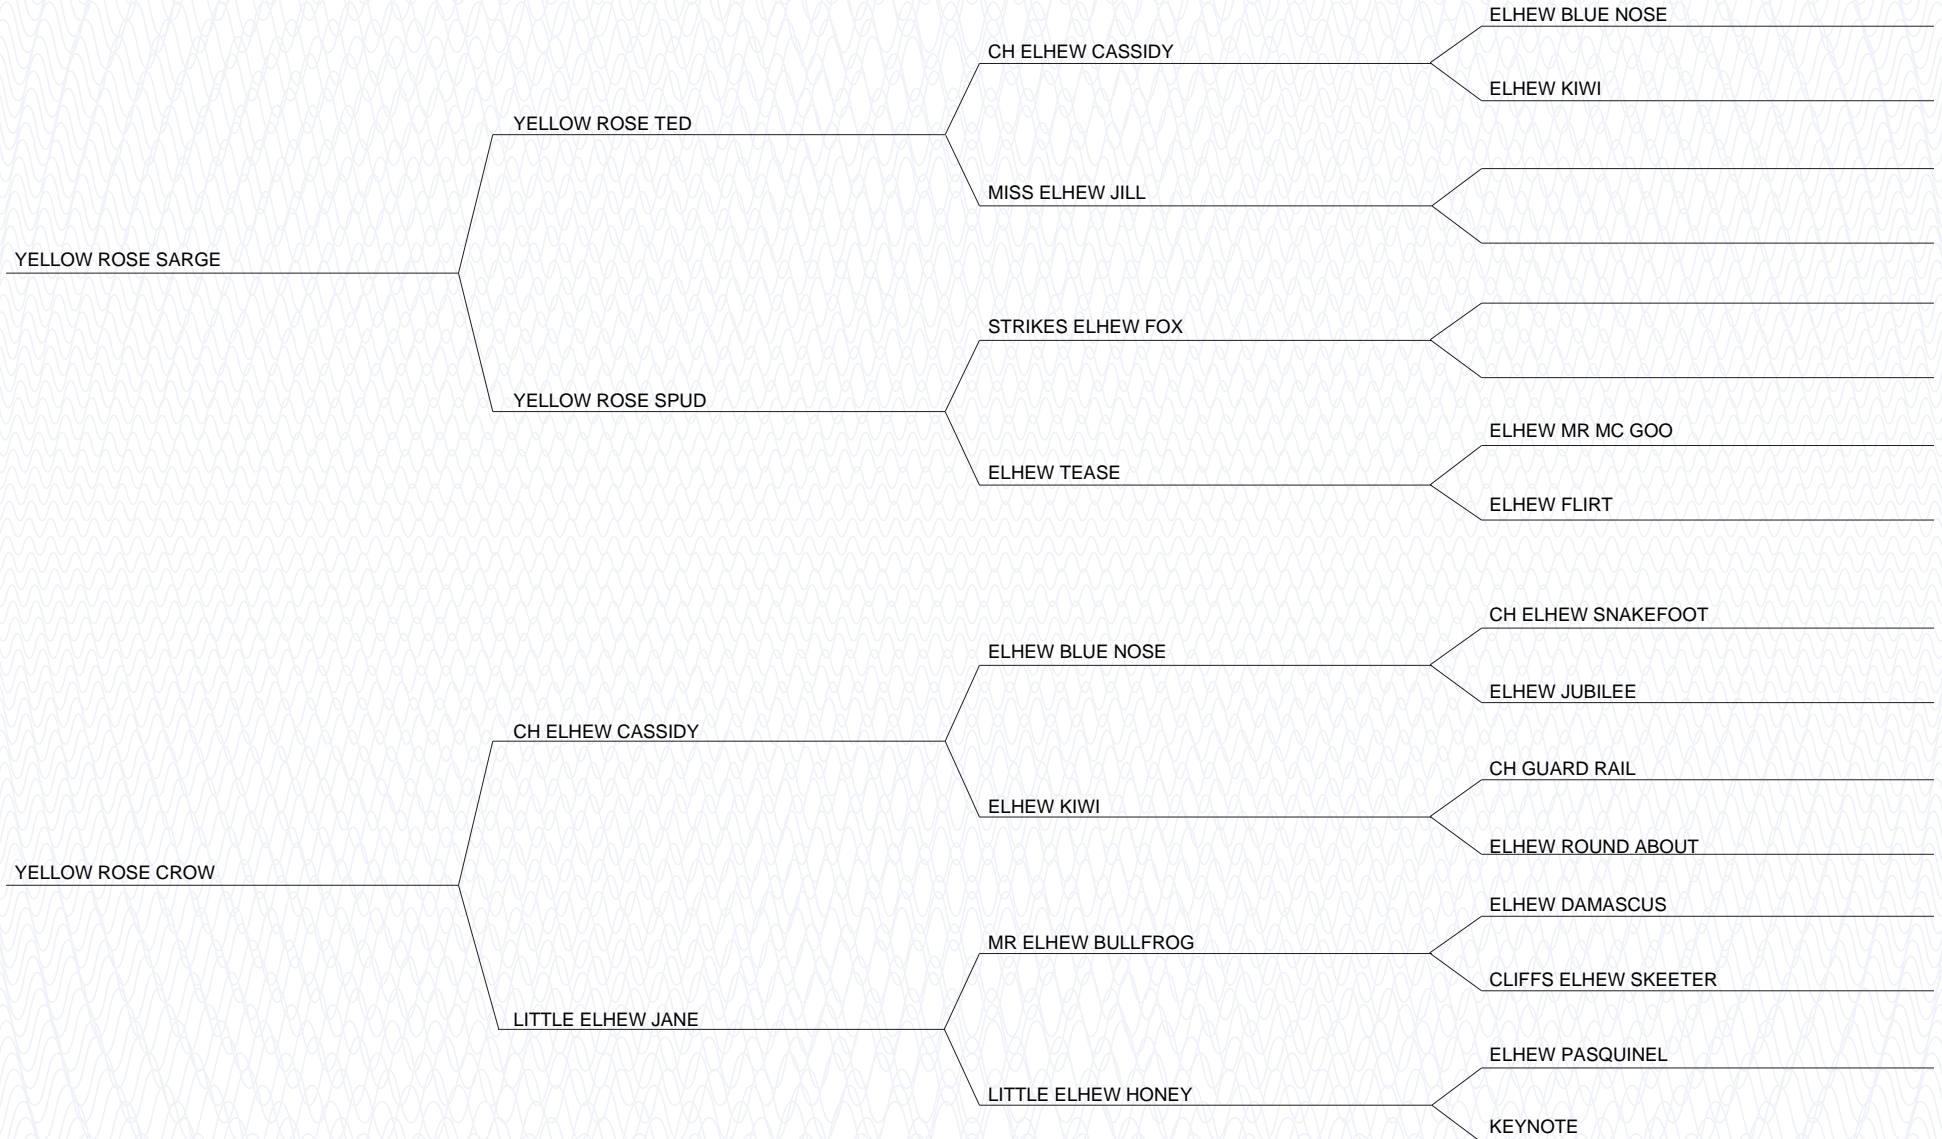 ELHEW BLUE NOSE
CH ELHEW CASSIDY
ELHEW KIWI
YELLOW ROSE TED
MISS ELHEW JILL
YELLOW ROSE SARGE
STRIKES ELHEW FOX
YELLOW ROSE SPUD
ELHEW MR MC GOO
ELHEW TEASE
ELHEW FLIRT
CH ELHEW SNAKEFOOT
ELHEW BLUE NOSE
ELHEW JUBILEE
CH ELHEW CASSIDY
CH GUARD RAIL
ELHEW KIWI
ELHEW ROUND ABOUT
YELLOW ROSE CROW
ELHEW DAMASCUS
MR ELHEW BULLFROG
CLIFFS ELHEW SKEETER
LITTLE ELHEW JANE
ELHEW PASQUINEL
LITTLE ELHEW HONEY
KEYNOTE